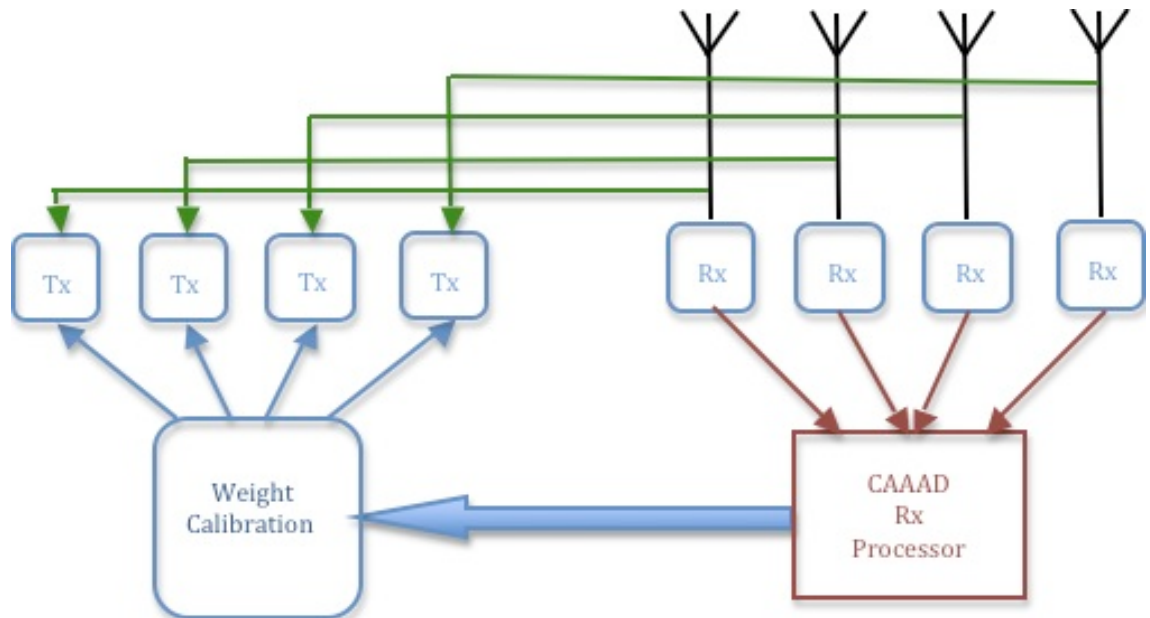 Tx
Tx
Tx
Tx
Rx
Rx
Rx
Rx
Weight
Calibration
CAAAD
Rx
Processor